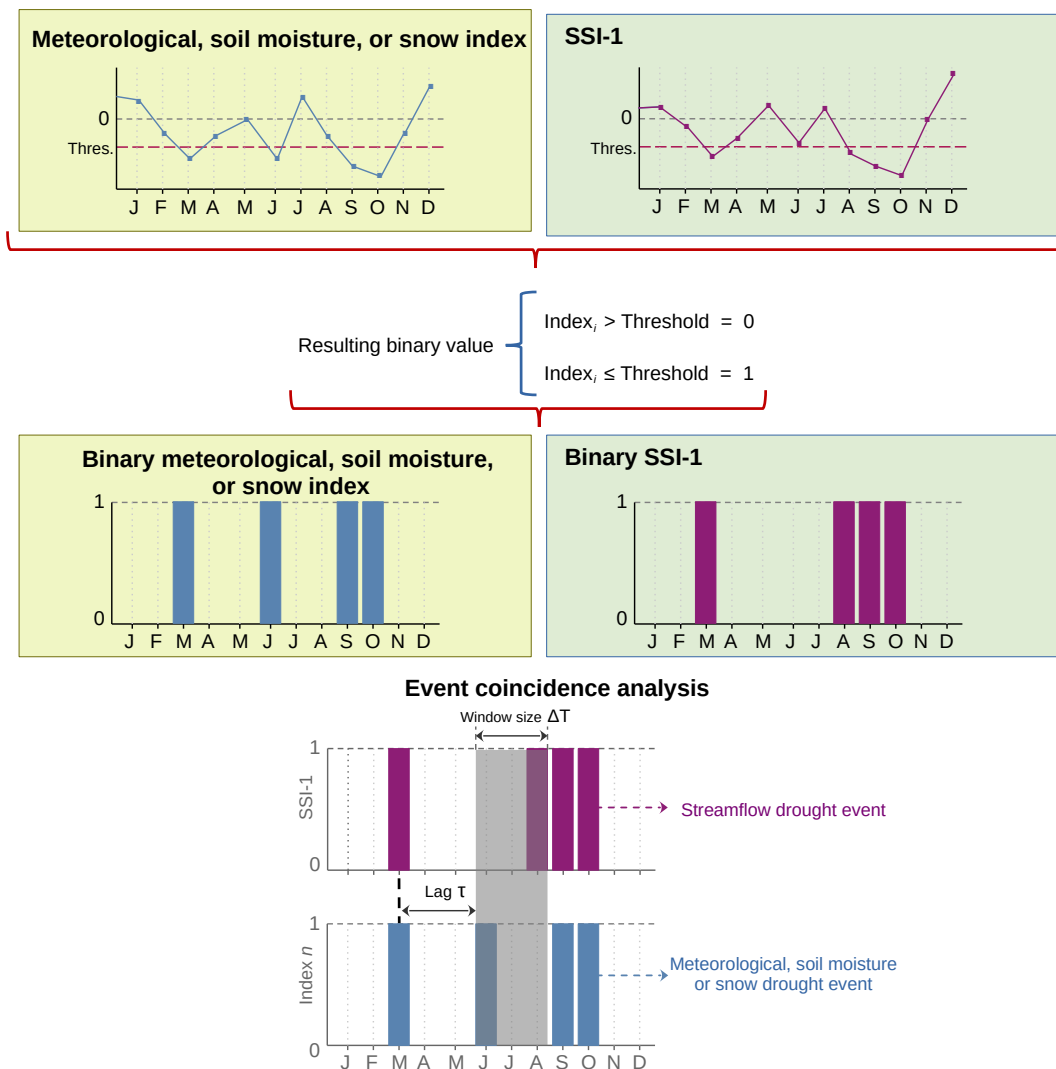 Meteorological, soil moisture, or snow index
0
Thres.
J F M A M J J A S O N D
SSI-1
0
Thres.
J F M A M J J A S O N D
Resulting binary value
Index i > Threshold = 0
Index i ≤ Threshold = 1
Binary meteorological, soil moisture,
or snow index
1
0
J F M A M J J A S O N D
Binary SSI-1
1
0
J F M A M J J A S O N D
Event coincidence analysis
Window size ΔT
1
SSI-1
0
Streamflow drought event
Lag τ
1
Index n
0
Meteorological, soil moisture
or snow drought event
J F M A M J J A S O N D